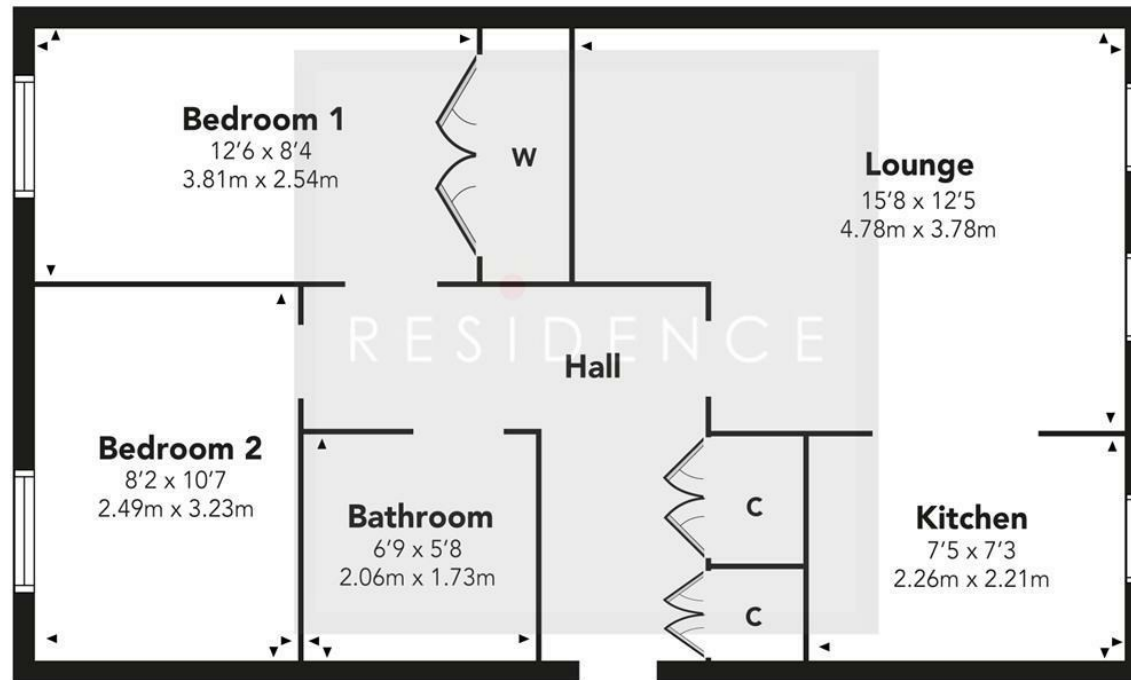 Bedroom 1
12'6 x 8'4
3.81m x 2.54m
W
Lounge
15'8 x 12'5
4.78m x 3.78m
RESIDENCE
Hall
Bedroom 2
8'2 x 10'7
2.49m x 3.23m
Bathroom
6'9 x 5'8
2.06m x 1.73m
C
Kitchen
7'5 x 7'3
2.26m x 2.21m
C